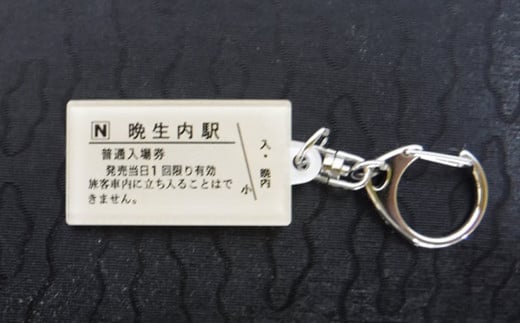 N 晩生内駅
普通入場券
発売当日1回限り有効
旅客車内に立ち入ることはで
きません。
小
入・晩内